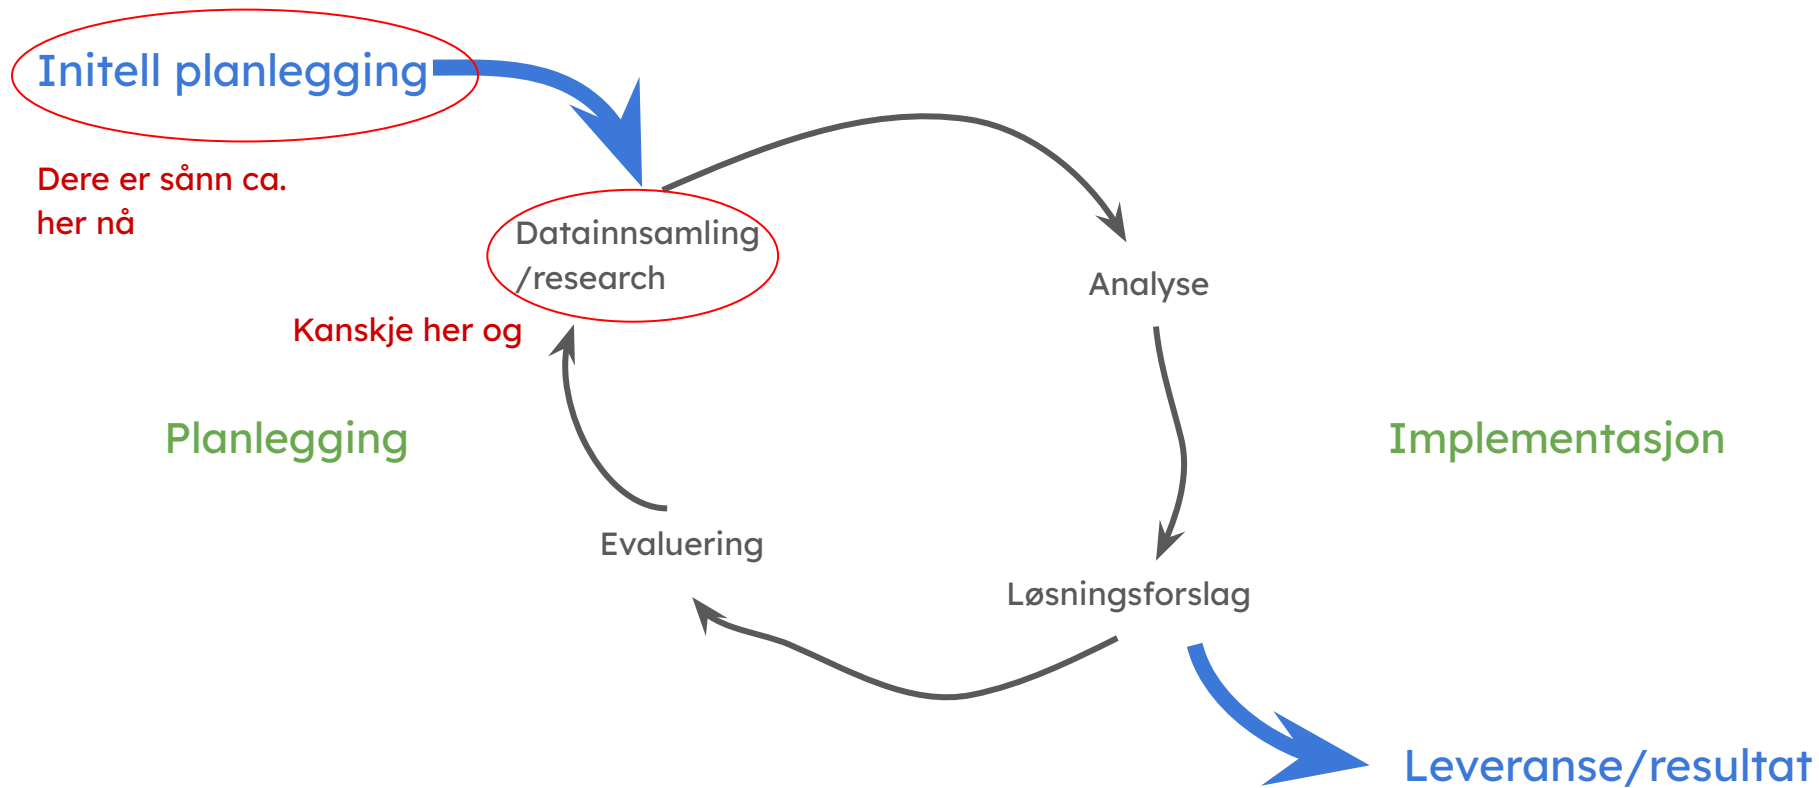 Initell planlegging
Dere er sånn ca.
her nå
Datainnsamling
/research
Kanskje her og
Analyse
Planlegging
Implementasjon
Evaluering
Løsningsforslag
Leveranse/resultat